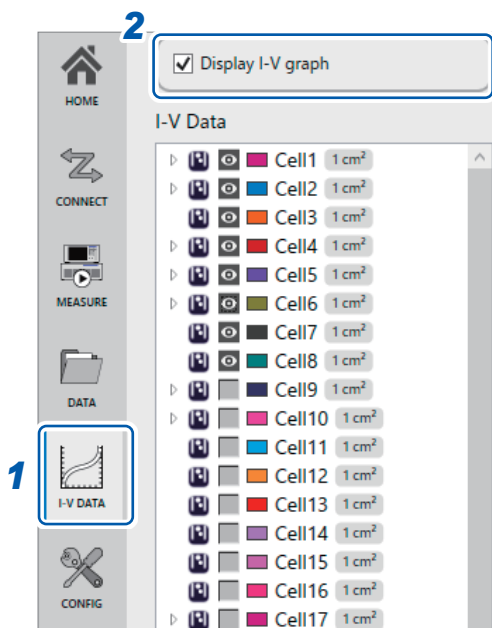 2
Display I-V graph
HOME
I-V Data
Cell1 1 cm²
Cell2 1 cm²
CONNECT
Cell3 1 cm²
Cell4 1 cm²
Cell5 1 cm²
MEASURE
Cell6 1 cm²
Cell7 1 cm²
Cell8 1 cm²
DATA
Cell9 1 cm²
Cell10 1 cm²
Cell11 1 cm²
1
I-V DATA
Cell12 1 cm²
Cell13 1 cm²
Cell14 1 cm²
Cell15 1 cm²
CONFIG
Cell16 1 cm²
Cell17 1 cm²